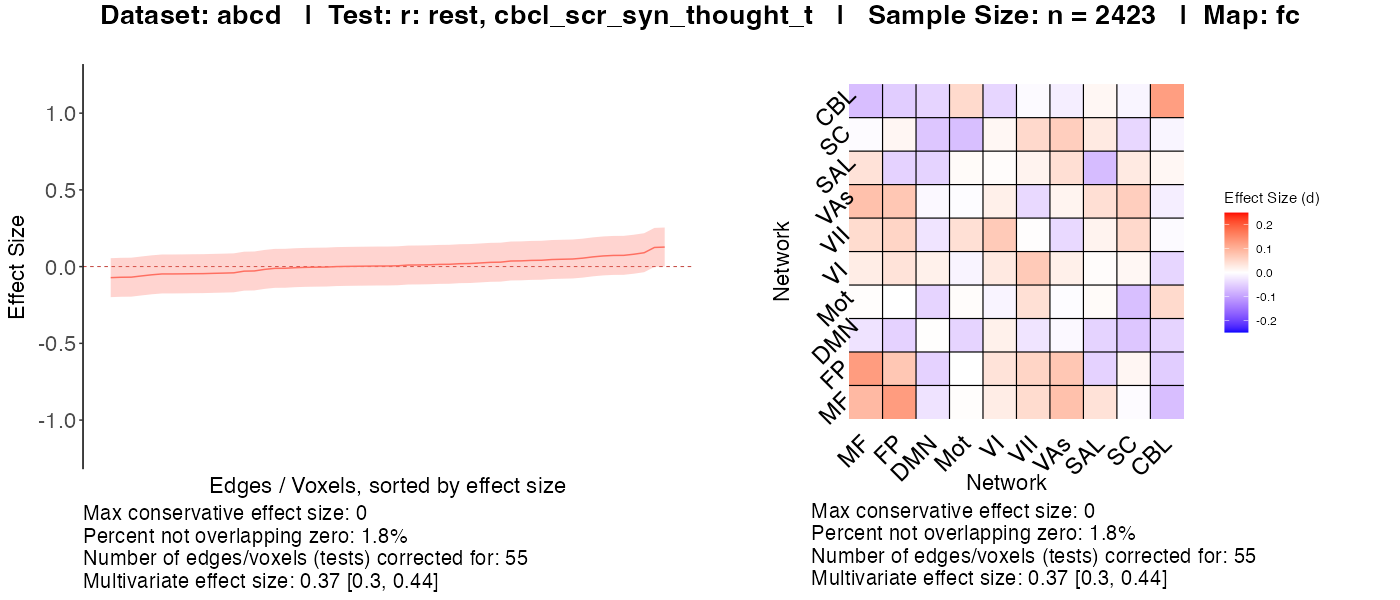 Dataset: abcd | Test: r: rest, cbcl_scr_syn_thought_t | Sample Size: n = 2423 | Map: fc
Effect Size
1.0
0.5
0.0
-0.5
-1.0
Edges / Voxels, sorted by effect size
Max conservative effect size: 0
Percent not overlapping zero: 1.8%
Number of edges/voxels (tests) corrected for: 55
Multivariate effect size: 0.37 [0.3, 0.44]
Network
CBL
SC
SAL
VAs
VII
VI
Mot
DMN
FP
MF
MF FP DMN Mot VI VII VAs SAL SC CBL
Network
Effect Size (d)
0.2
0.1
0.0
-0.1
-0.2
Max conservative effect size: 0
Percent not overlapping zero: 1.8%
Number of edges/voxels (tests) corrected for: 55
Multivariate effect size: 0.37 [0.3, 0.44]